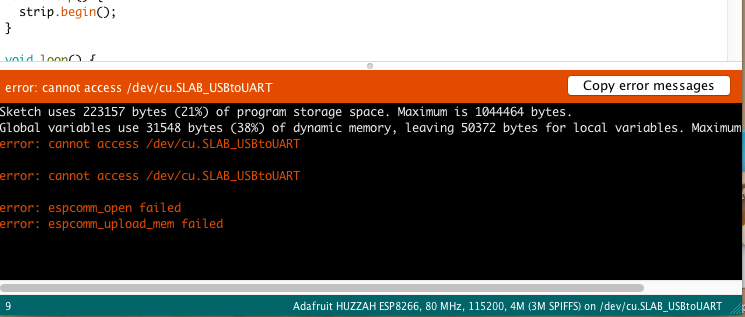 strip.begin();
}
void loop() {
error: cannot access /dev/cu.SLAB_USBtoUART
Copy error messages
Sketch uses 223157 bytes (21%) of program storage space. Maximum is 1044464 bytes.
Global variables use 31548 bytes (38%) of dynamic memory, leaving 50372 bytes for local variables. Maximum
error: cannot access /dev/cu.SLAB_USBtoUART
error: cannot access /dev/cu.SLAB_USBtoUART
error: espcomm_open failed
error: espcomm_upload_mem failed
9
Adafruit HUZZAH ESP8266, 80 MHz, 115200, 4M (3M SPIFFS) on /dev/cu.SLAB_USBtoUART